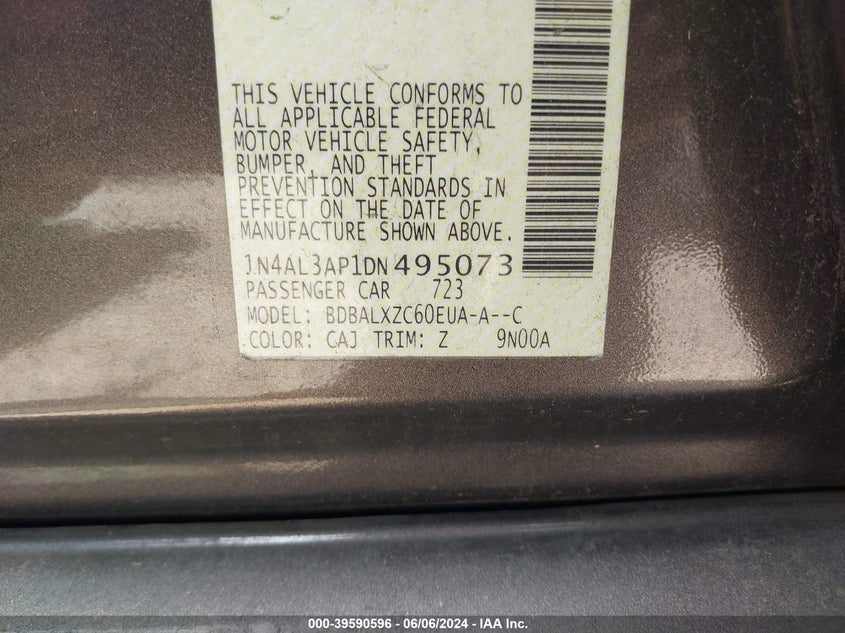 THIS VEHICLE CONFORMS TO
ALL APPLICABLE FEDERAL
MOTOR VEHICLE SAFETY,
BUMPER, AND THEFT
PREVENTION STANDARDS IN
EFFECT ON THE DATE OF
MANUFACTURE SHOWN ABOVE.
1N4AL3AP1DN495073
PASSENGER CAR 723
MODEL: BDBALXZC60EUA-A--C
COLOR: CAJ TRIM: Z 9N00A
000-39590596 - 06/06/2024 - IAA Inc.